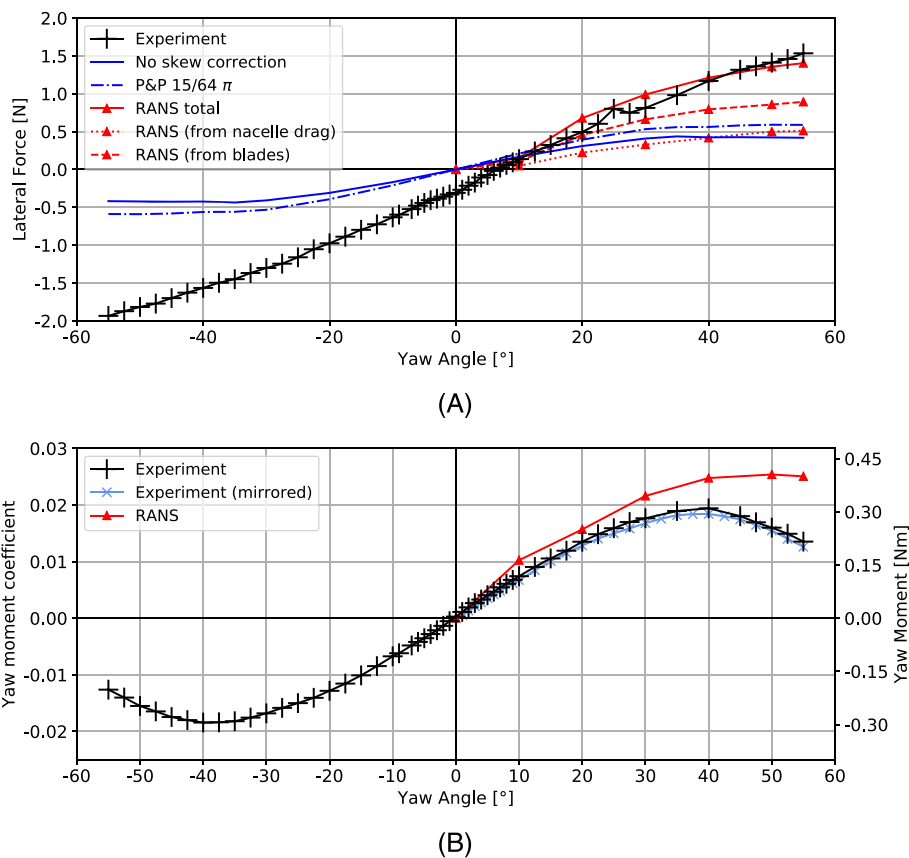 2.0
1.5
1.0
0.5
0.0
-0.5
-1.0
-1.5
-2.0
Lateral Force [N]
Experiment
No skew correction
P&P 15/64 π
RANS total
RANS (from nacelle drag)
RANS (from blades)
-60 -40 -20 0 20 40 60
Yaw Angle [°]
(A)
0.03
0.02
0.01
0.00
-0.01
-0.02
Yaw moment coefficient
Experiment
Experiment (mirrored)
RANS
0.45
0.30
0.15
0.00
-0.15
-0.30
Yaw Moment [Nm]
-60 -50 -40 -30 -20 -10 0 10 20 30 40 50 60
Yaw Angle [°]
(B)